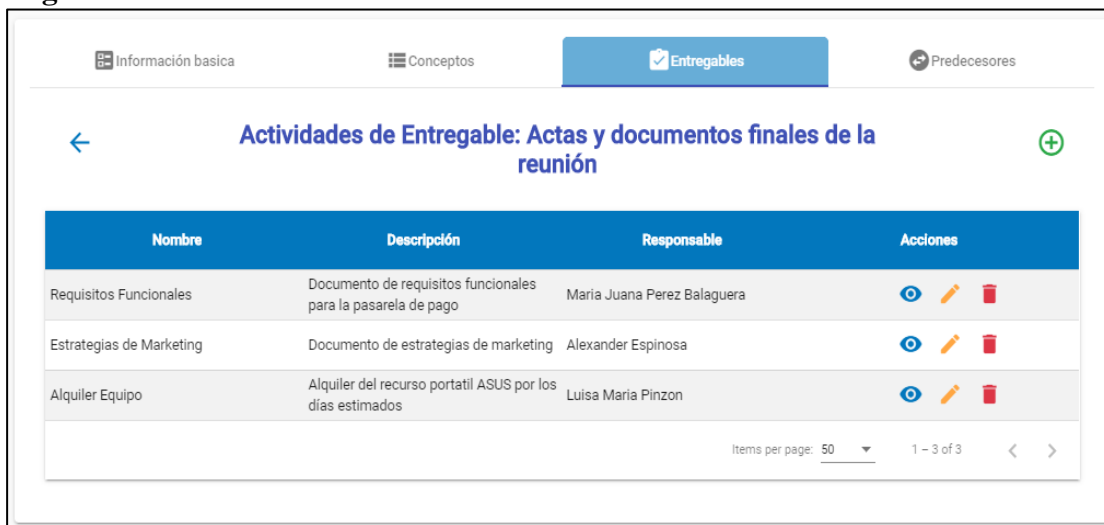 Información basica
Conceptos
Entregables
Predecesores
Actividades de Entregable: Actas y documentos finales de la
reunión
Nombre Descripción Responsable Acciones
Requisitos Funcionales Documento de requisitos funcionales para la pasarela de pago Maria Juana Perez Balaguera
Estrategias de Marketing Documento de estrategias de marketing Alexander Espinosa
Alquiler Equipo Alquiler del recurso portatil ASUS por los días estimados Luisa Maria Pinzon
Items per page: 50 1 – 3 of 3